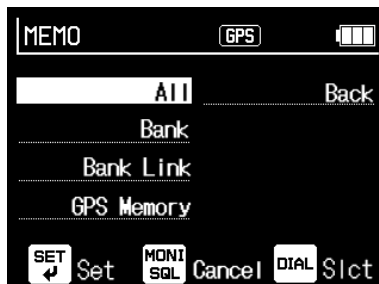 MEMO GPS
All Back
Bank
Bank Link
GPS Memory
SET Set MONI SQL Cancel DIAL Slct